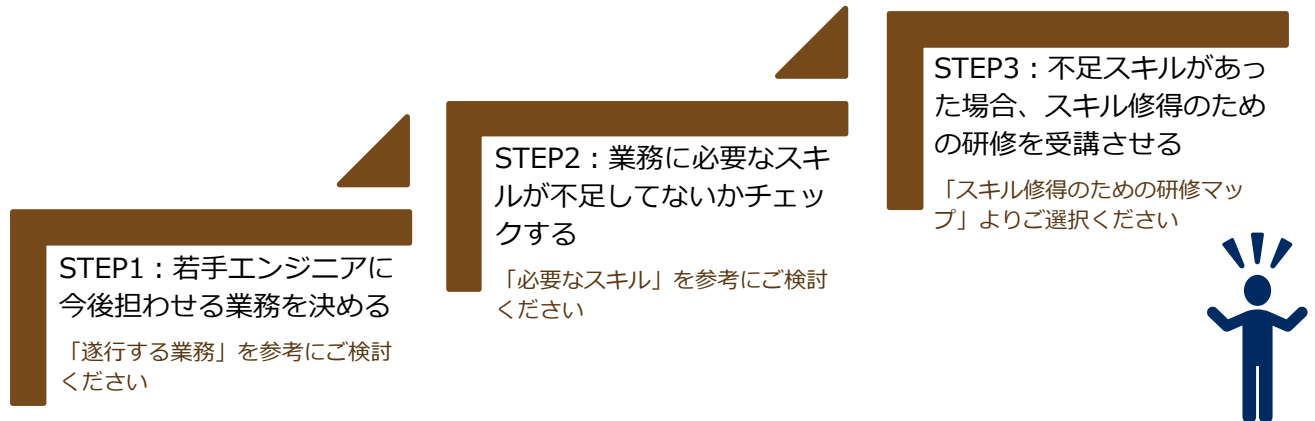 STEP1：若手エンジニアに
今後担わせる業務を決める
「遂行する業務」を参考にご検討
ください
STEP2：業務に必要なスキ
ルが不足してないかチェッ
クする
「必要なスキル」を参考にご検討
ください
STEP3：不足スキルがあっ
た場合、スキル修得のため
の研修を受講させる
「スキル修得のための研修マッ
プ」よりご選択ください